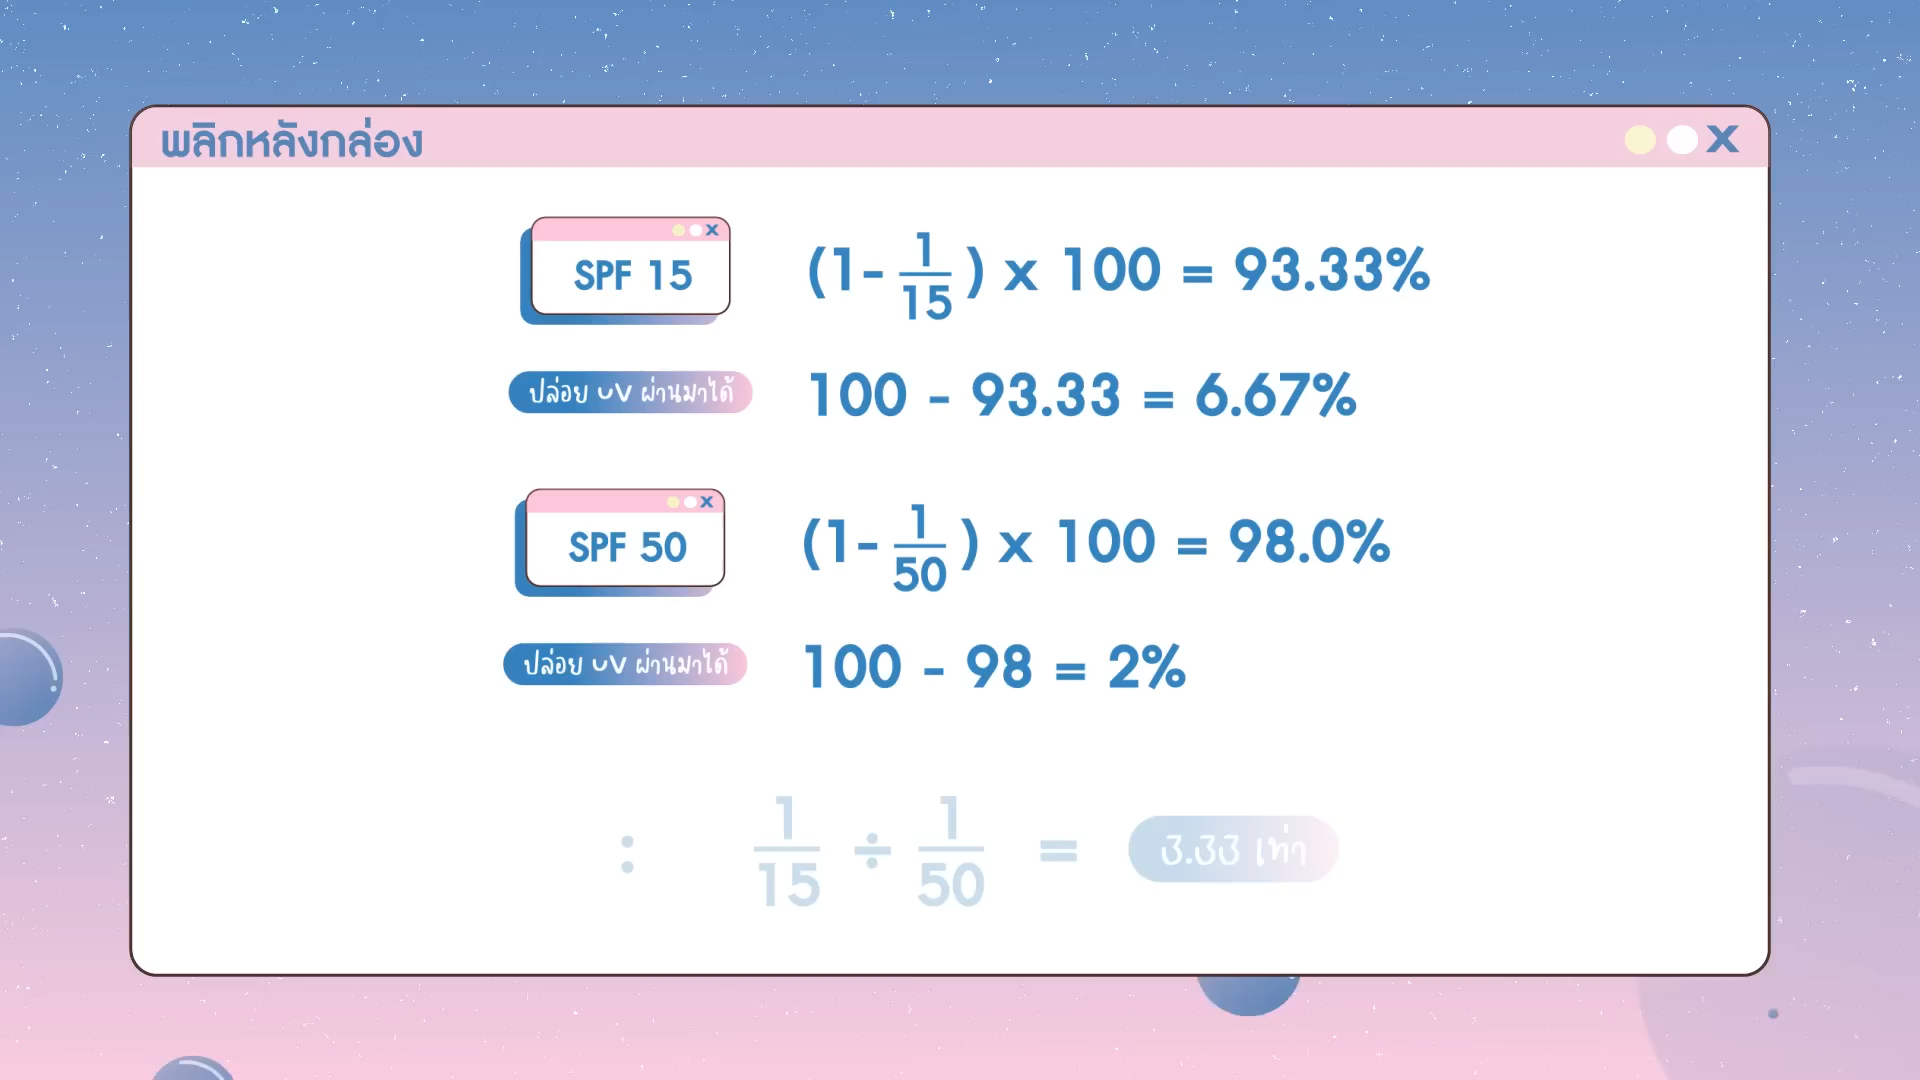 พลิกหลังกล่อง
X
X
SPF 15
(1- 1/15 ) x 100 = 93.33%
ปล่อย UV ผ่านมาได้
100 - 93.33 = 6.67%
X
SPF 50
(1- 1/50 ) x 100 = 98.0%
ปล่อย UV ผ่านมาได้
100 - 98 = 2%
: 1/15 ÷ 1/50 = 3.33 เท่า